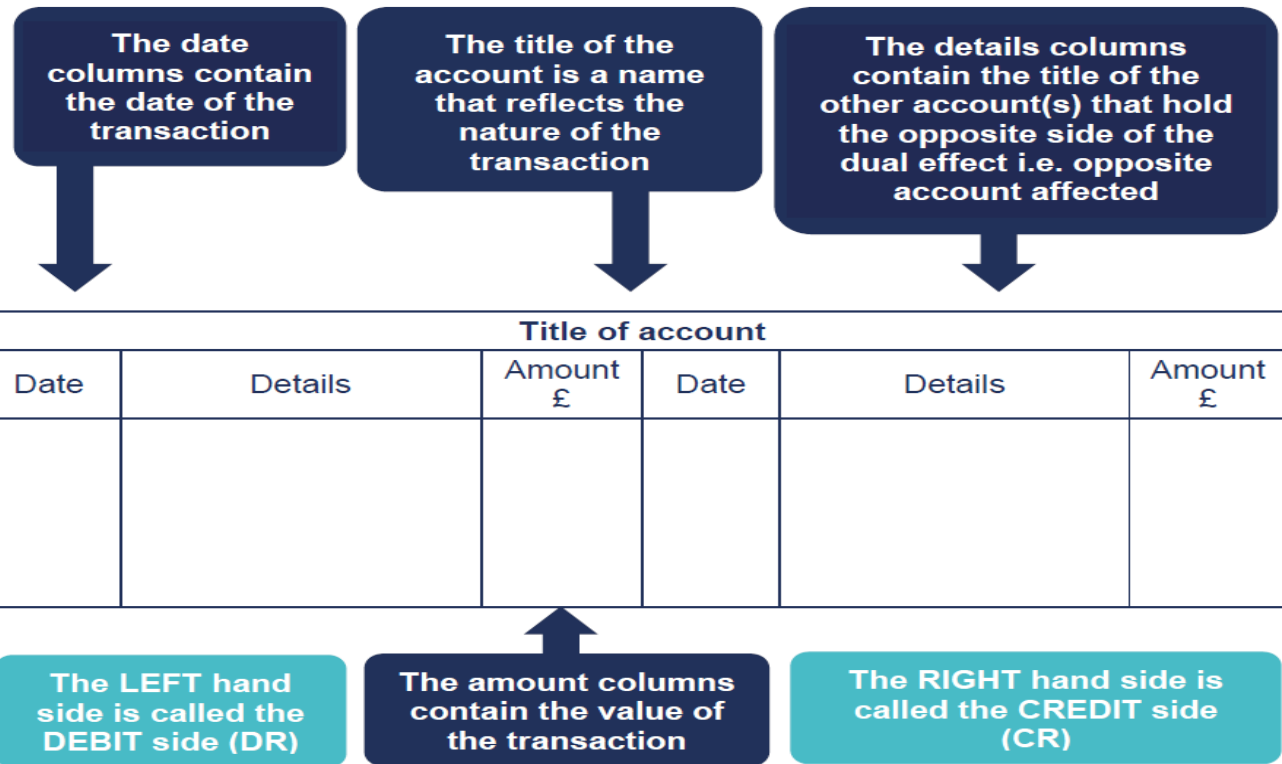 The date
columns contain
the date of the
transaction
The title of the
account is a name
that reflects the
nature of the
transaction
The details columns
contain the title of the
other account(s) that hold
the opposite side of the
dual effect i.e. opposite
account affected
Title of account
Date
Details
Amount
£
Date
Details
Amount
£
The LEFT hand
side is called the
DEBIT side (DR)
The amount columns
contain the value of
the transaction
The RIGHT hand side is
called the CREDIT side
(CR)